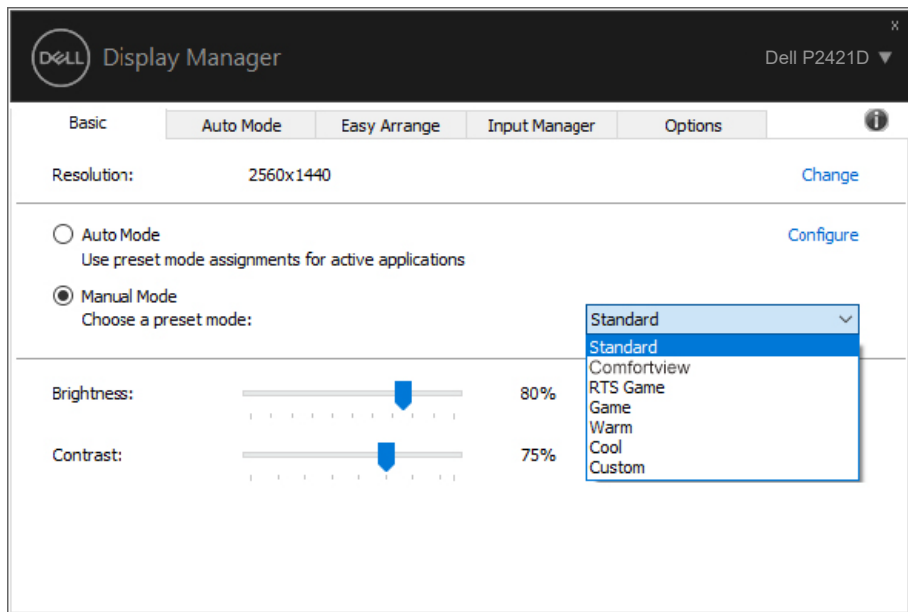 x
DELL Display Manager Dell P2421D ▼
Basic Auto Mode Easy Arrange Input Manager Options
Resolution: 2560x1440 Change
Auto Mode Configure
Use preset mode assignments for active applications
Manual Mode
Choose a preset mode: Standard
Standard
Comfortview
RTS Game
Game
Warm
Cool
Custom
Brightness: 80%
Contrast: 75%